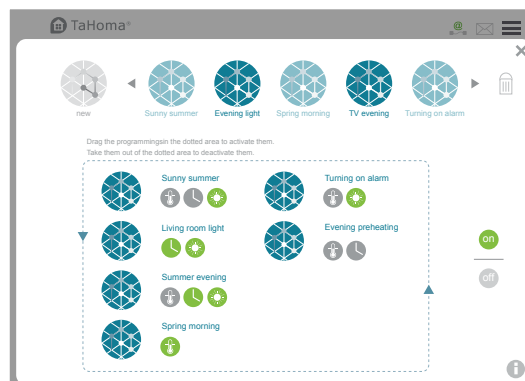 TaHoma®
@
new
Sunny summer
Evening light
Spring morning
TV evening
Turning on alarm
Drag the programmingsin the dotted area to activate them.
Take them out of the dotted area to deactivate them.
Sunny summer
Turning on alarm
Living room light
Evening preheating
Summer evening
Spring morning
on
off